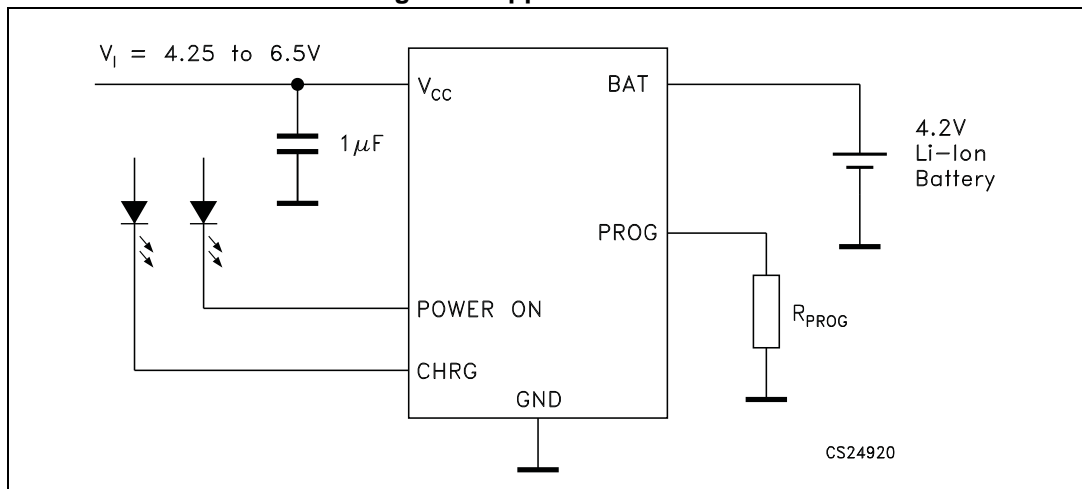 V_I = 4.25 to 6.5V
V_CC
BAT
1μF
4.2V
Li-Ion
Battery
PROG
POWER ON
R_PROG
CHRG
GND
CS24920